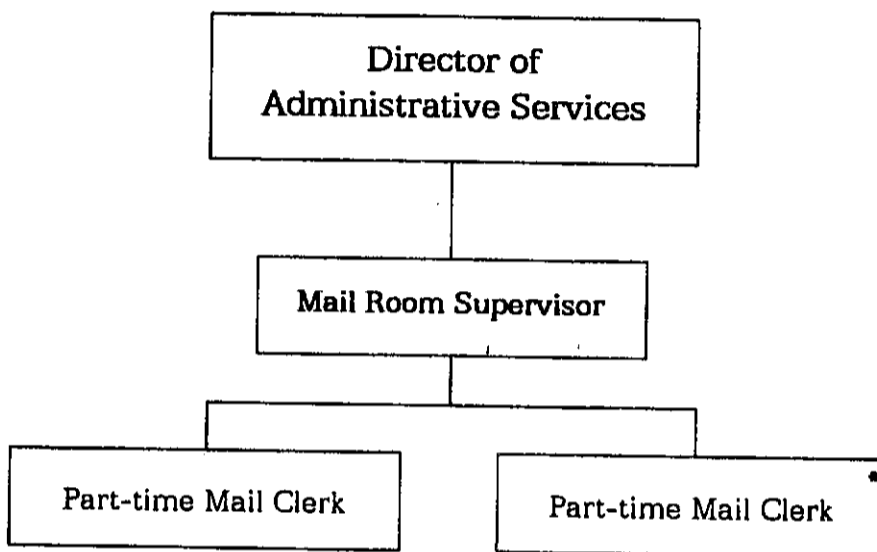 Director of
Administrative Services
Mail Room Supervisor
Part-time Mail Clerk
Part-time Mail Clerk *